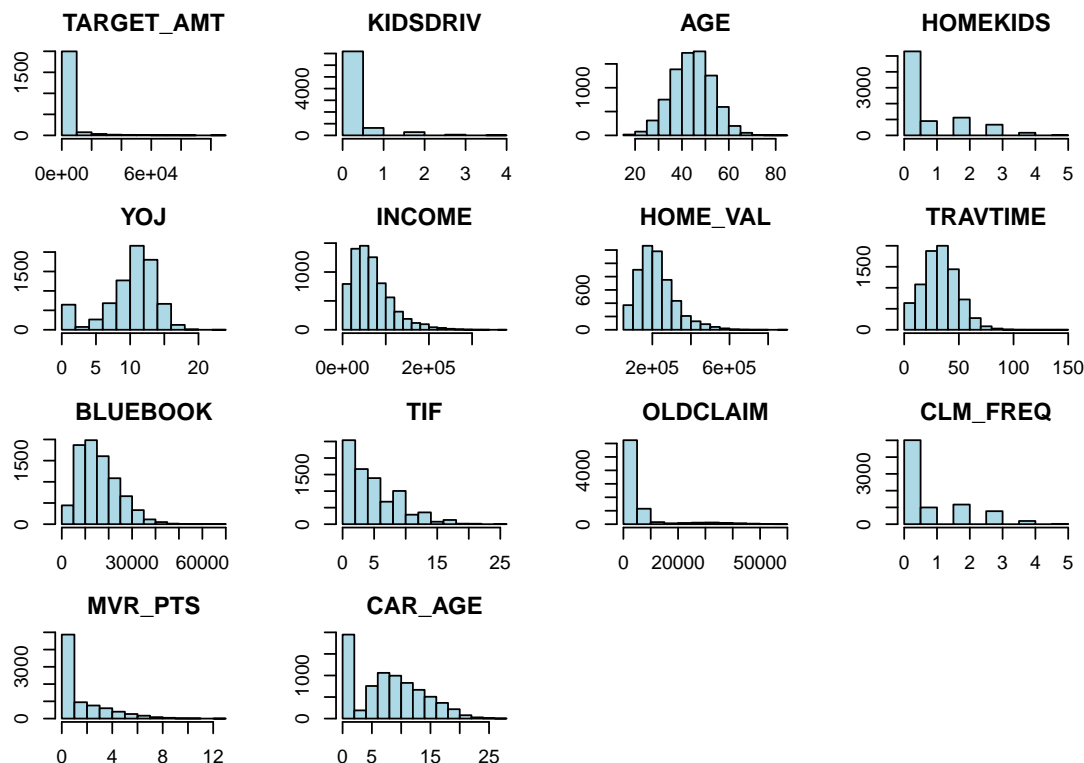 TARGET_AMT
0 1500
0e+00 6e+04
KIDSDRIV
0 4000
0 1 2 3 4
AGE
0 1000
20 40 60 80
HOMEKIDS
0 4000
0 1 2 3 4 5
YOJ
0 1500
0 5 10 20
INCOME
0 1000
0e+00 2e+05
HOME_VAL
0 600
2e+05 6e+05
TRAVTIME
0 1500
0 50 100 150
BLUEBOOK
0 1500
0 30000 60000
TIF
0 1500
0 5 15 25
OLDCLAIM
0 4000
0 20000 50000
CLM_FREQ
0 3000
0 1 2 3 4 5
MVR_PTS
0 3000
0 4 8 12
CAR_AGE
0 1000
0 5 15 25